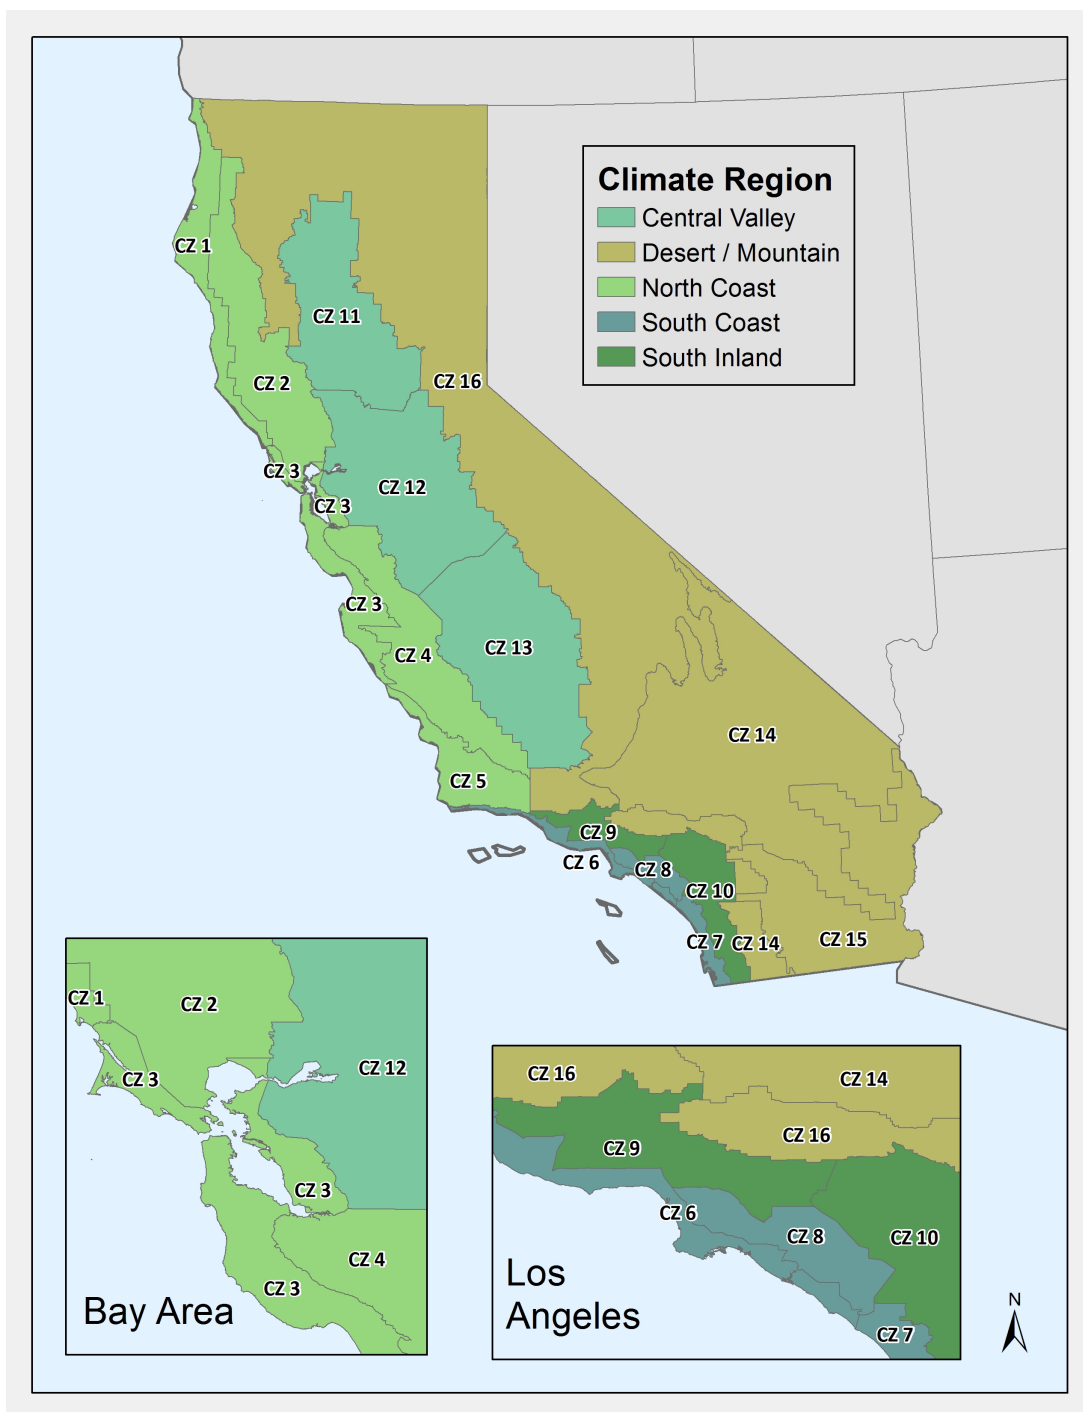 Climate Region
Central Valley
Desert / Mountain
North Coast
South Coast
South Inland
CZ 1
CZ 11
CZ 2
CZ 16
CZ 3
CZ 12
CZ 3
CZ 3
CZ 4
CZ 13
CZ 14
CZ 5
CZ 9
CZ 6
CZ 8
CZ 10
CZ 7
CZ 14
CZ 15
CZ 1
CZ 2
CZ 3
CZ 12
CZ 3
CZ 4
CZ 3
Bay Area
CZ 16
CZ 14
CZ 16
CZ 9
CZ 6
CZ 8
CZ 10
CZ 7
Los
Angeles
N